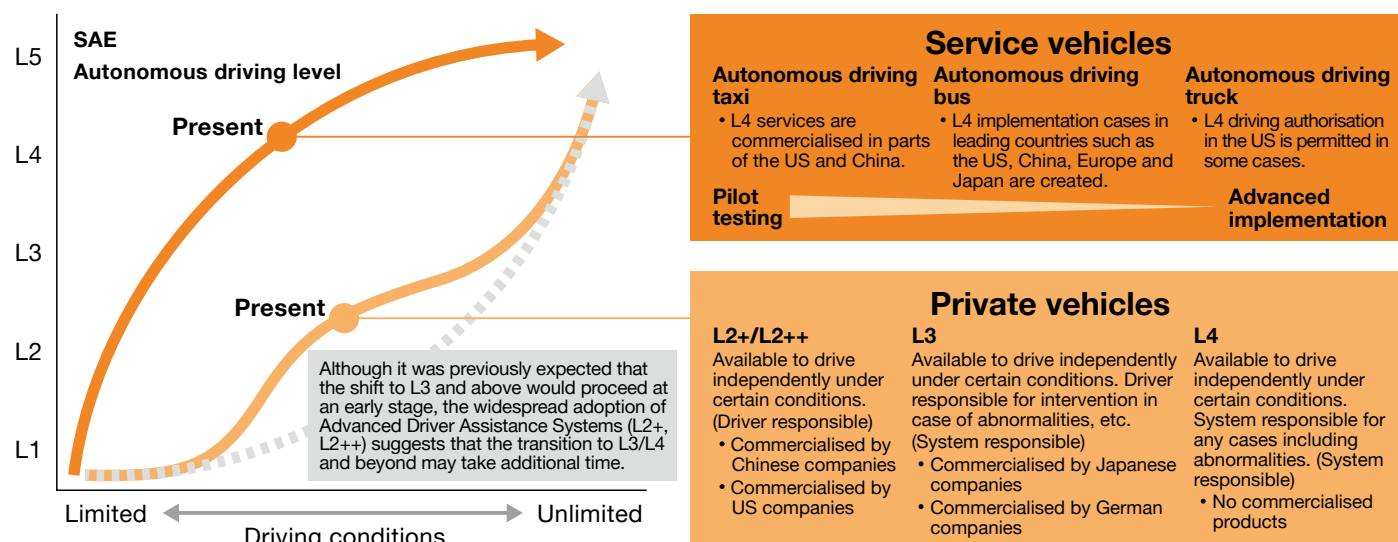 SAE
Autonomous driving level
L5
L4
L3
L2
L1
Present
Present
Although it was previously expected that
the shift to L3 and above would proceed at
an early stage, the widespread adoption of
Advanced Driver Assistance Systems (L2+,
L2++) suggests that the transition to L3/L4
and beyond may take additional time.
Limited
Unlimited
Driving conditions
Service vehicles
Autonomous driving
taxi
• L4 services are
commercialised in parts
of the US and China.
Autonomous driving
bus
• L4 implementation cases in
leading countries such as
the US, China, Europe and
Japan are created.
Autonomous driving
truck
• L4 driving authorisation
in the US is permitted in
some cases.
Pilot
testing
Advanced
implementation
Private vehicles
L2+/L2++
Available to drive
independently under
certain conditions.
(Driver responsible)
• Commercialised by
Chinese companies
• Commercialised by
US companies
L3
Available to drive independently
under certain conditions. Driver
responsible for intervention in
case of abnormalities, etc.
(System responsible)
• Commercialised by Japanese
companies
• Commercialised by German
companies
L4
Available to drive
independently under
certain conditions.
System responsible for
any cases including
abnormalities. (System
responsible)
• No commercialised
products